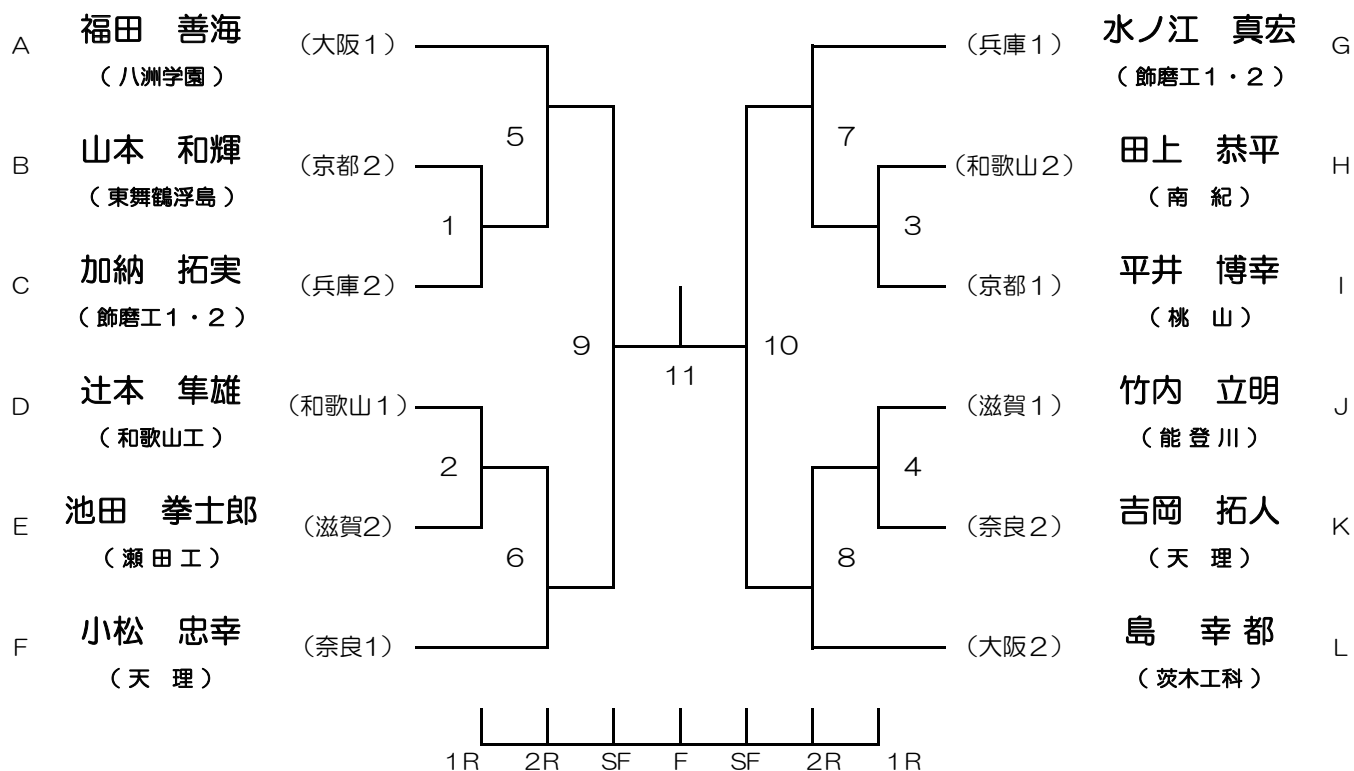 A 福田　善海 （大阪１） （兵庫１） 水ノ江　真宏 G
（ 八洲学園 ） （ 飾磨工１・２ ）
5 7
B 山本　和輝 （京都２） （和歌山２） 田上　恭平 H
（ 東舞鶴浮島 ） （ 南　紀 ）
1 3
C 加納　拓実 （兵庫２） （京都１） 平井　博幸 I
（ 飾磨工１・２ ） （ 桃　山 ）
9 10
11
D 辻本　隼雄 （和歌山１） （滋賀１） 竹内　立明 J
（ 和歌山工 ） （ 能 登 川 ）
2 4
E 池田　拳士郎 （滋賀２） （奈良２） 吉岡　拓人 K
（ 瀬 田 工 ） （ 天　理 ）
6 8
F 小松　忠幸 （奈良１） （大阪２） 島　幸 都 L
（ 天　理 ） （ 茨木工科 ）
1R 2R SF F SF 2R 1R